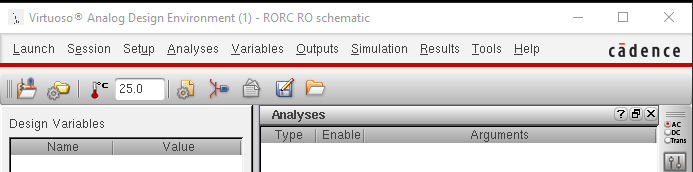 Virtuoso® Analog Design Environment (1) - RORC RO schematic
Launch Session Setup Analyses Variables Outputs Simulation Results Tools Help cādence
°C 25.0
Design Variables
Name Value
Analyses
Type Enable Arguments
AC
DC
Trans